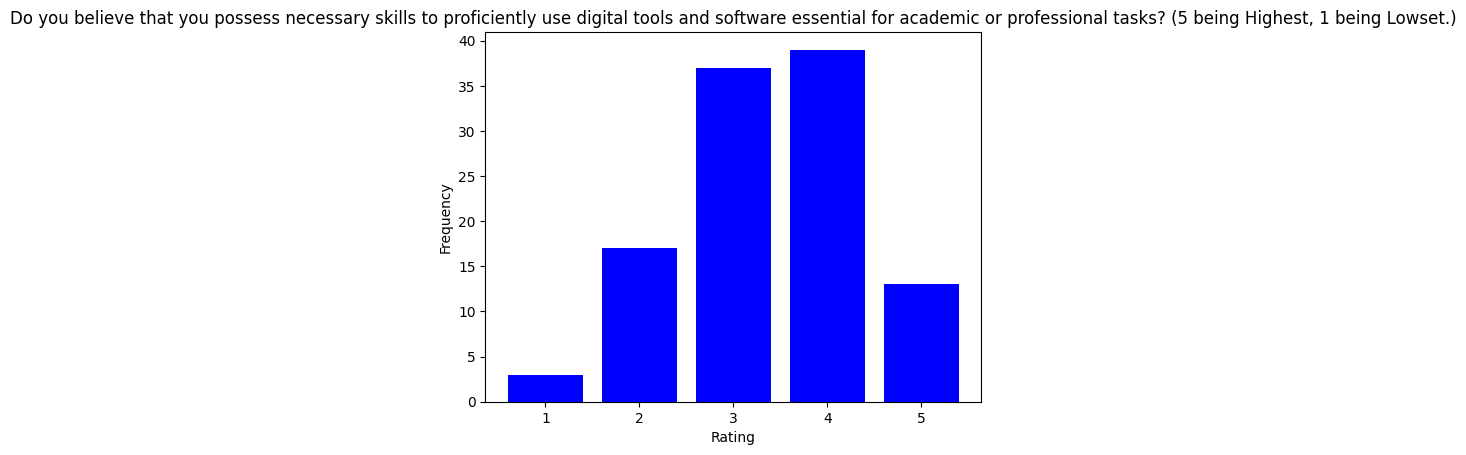 Do you believe that you possess necessary skills to proficiently use digital tools and software essential for academic or professional tasks? (5 being Highest, 1 being Lowset.)
40
35
30
25
20
15
10
5
0
Frequency
1 2 3 4 5
Rating